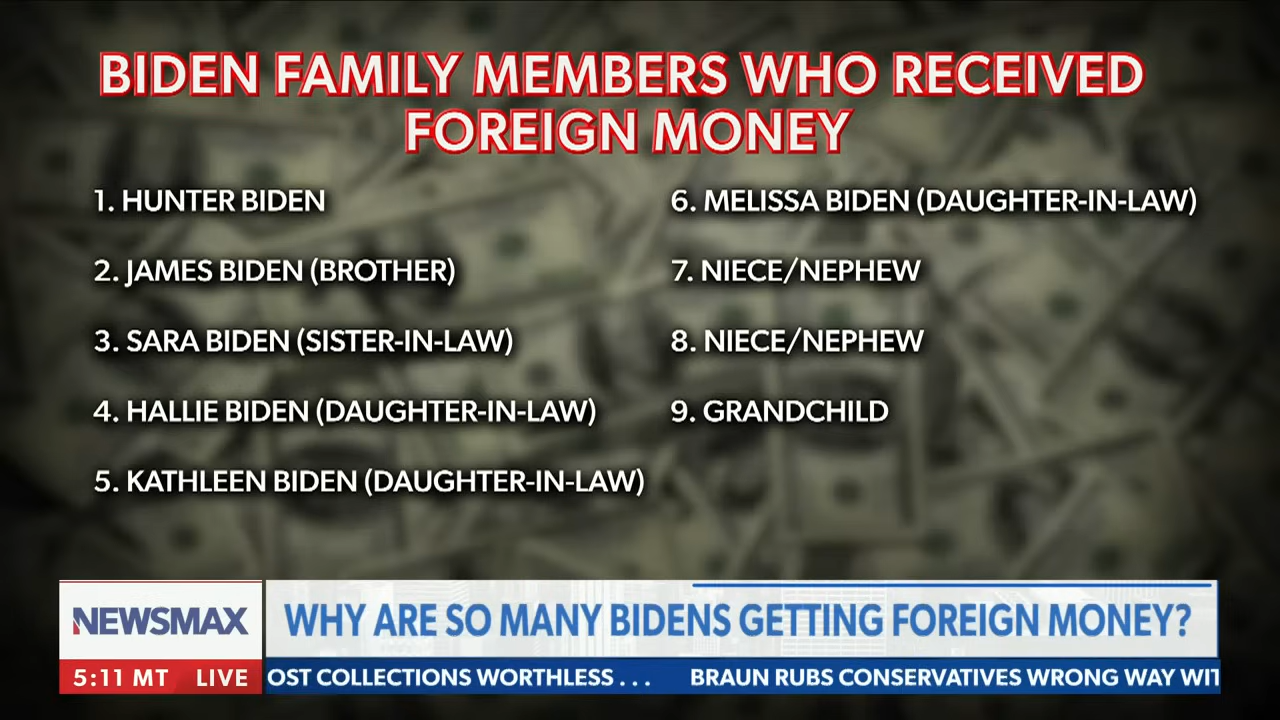 BIDEN FAMILY MEMBERS WHO RECEIVED
FOREIGN MONEY
1. HUNTER BIDEN
2. JAMES BIDEN (BROTHER)
3. SARA BIDEN (SISTER-IN-LAW)
4. HALLIE BIDEN (DAUGHTER-IN-LAW)
5. KATHLEEN BIDEN (DAUGHTER-IN-LAW)
6. MELISSA BIDEN (DAUGHTER-IN-LAW)
7. NIECE/NEPHEW
8. NIECE/NEPHEW
9. GRANDCHILD
NEWSMAX
WHY ARE SO MANY BIDENS GETTING FOREIGN MONEY?
5:11 MT LIVE
OST COLLECTIONS WORTHLESS . . . BRAUN RUBS CONSERVATIVES WRONG WAY WIT